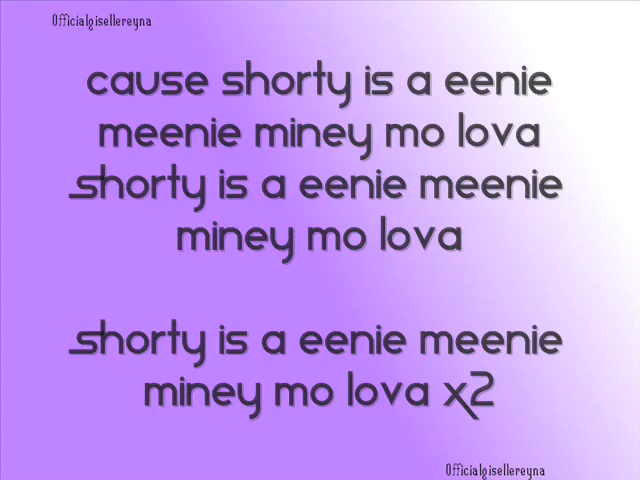 Officialgisellereyna
cause shorty is a eenie
meenie miney mo lova
shorty is a eenie meenie
miney mo lova
shorty is a eenie meenie
miney mo lova x2
Officialgisellereyna